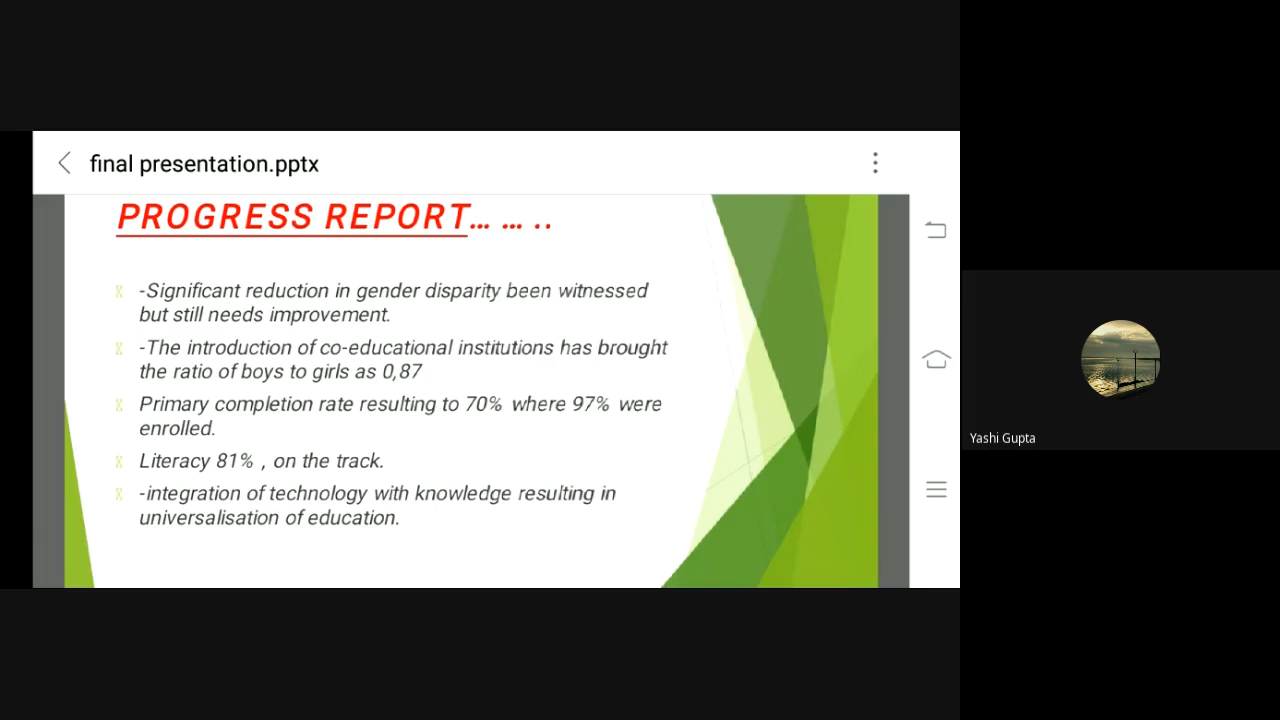 final presentation.pptx
PROGRESS REPORT... ... ..
-Significant reduction in gender disparity been witnessed
but still needs improvement.
-The introduction of co-educational institutions has brought
the ratio of boys to girls as 0,87
Primary completion rate resulting to 70% where 97% were
enrolled.
Literacy 81% , on the track.
-integration of technology with knowledge resulting in
universalisation of education.
Yashi Gupta